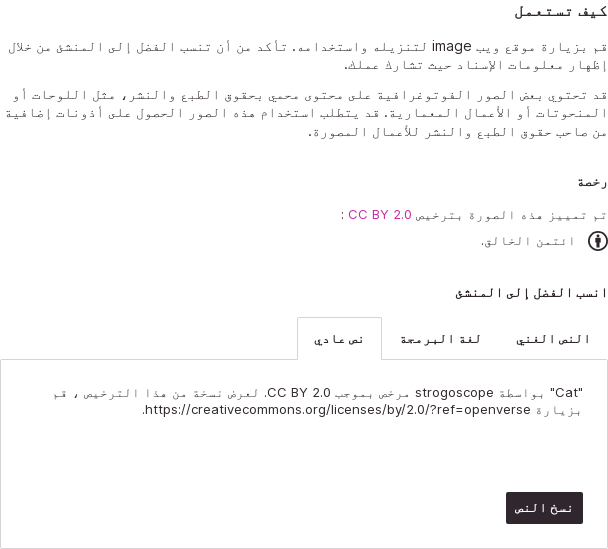 كيف تستعمل
قم بزيارة موقع ويب image لتنزيله واستخدامه. تأكد من أن تنسب الفضل إلى المنشئ من خلال
إظهار معلومات الإسناد حيث تشارك عملك.
قد تحتوي بعض الصور الفوتوغرافية على محتوى محمي بحقوق الطبع والنشر، مثل اللوحات أو
المنحوتات أو الأعمال المعمارية. قد يتطلب استخدام هذه الصور الحصول على أذونات إضافية
من صاحب حقوق الطبع والنشر للأعمال المصورة.
رخصة
تم تمييز هذه الصورة بترخيص CC BY 2.0 :
ائتمن الخالق.
انسب الفضل إلى المنشئ
النص الغني لغة البرمجة نص عادي
"Cat" بواسطة strogoscope مرخص بموجب CC BY 2.0. لعرض نسخة من هذا الترخيص ، قم
بزيارة https://creativecommons.org/licenses/by/2.0/?ref=openverse.
نسخ النص